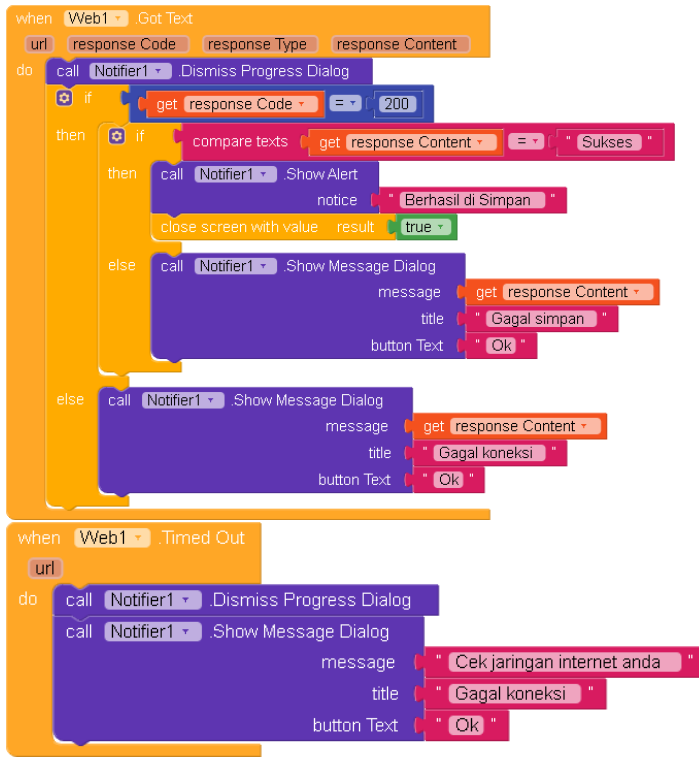 when Web1 .Got Text
url response Code response Type response Content
do call Notifier1 .Dismiss Progress Dialog
if get response Code = 200
then if compare texts get response Content = " Sukses "
then call Notifier1 .Show Alert
notice " Berhasil di Simpan "
close screen with value result true
else call Notifier1 .Show Message Dialog
message get response Content
title " Gagal simpan "
button Text " Ok "
else call Notifier1 .Show Message Dialog
message get response Content
title " Gagal koneksi "
button Text " Ok "
when Web1 .Timed Out
url
do call Notifier1 .Dismiss Progress Dialog
call Notifier1 .Show Message Dialog
message " Cek jaringan internet anda "
title " Gagal koneksi "
button Text " Ok "